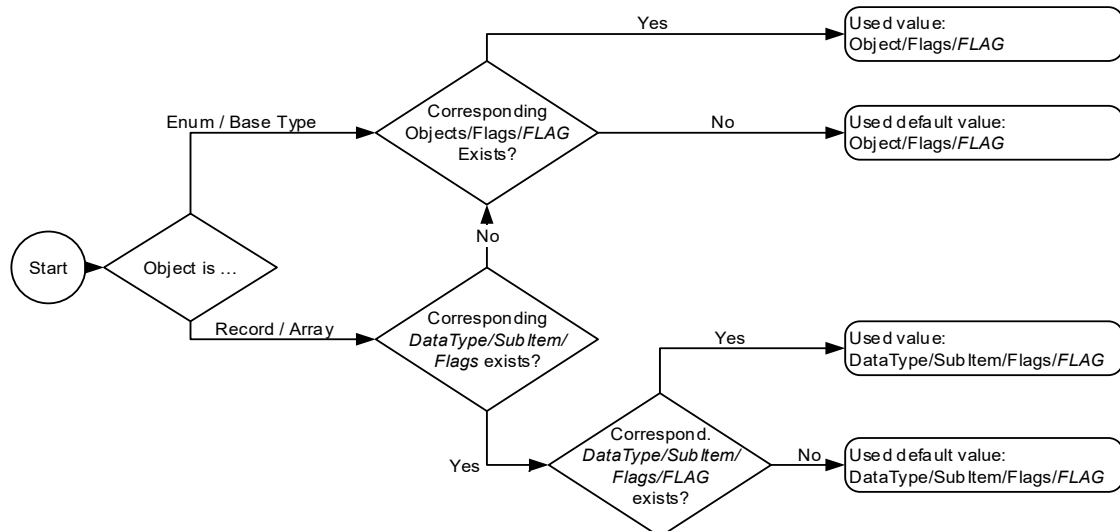 Yes
Used value:
Object/Flags/FLAG
Corresponding
Objects/Flags/FLAG
Exists?
Enum / Base Type
No
Used default value:
Object/Flags/FLAG
No
Start
Object is …
Record / Array
Corresponding
DataType/SubItem/
Flags exists?
Yes
Used value:
DataType/SubItem/Flags/FLAG
Yes
Correspond.
DataType/SubItem/
Flags/FLAG
exists?
No
Used default value:
DataType/SubItem/Flags/FLAG